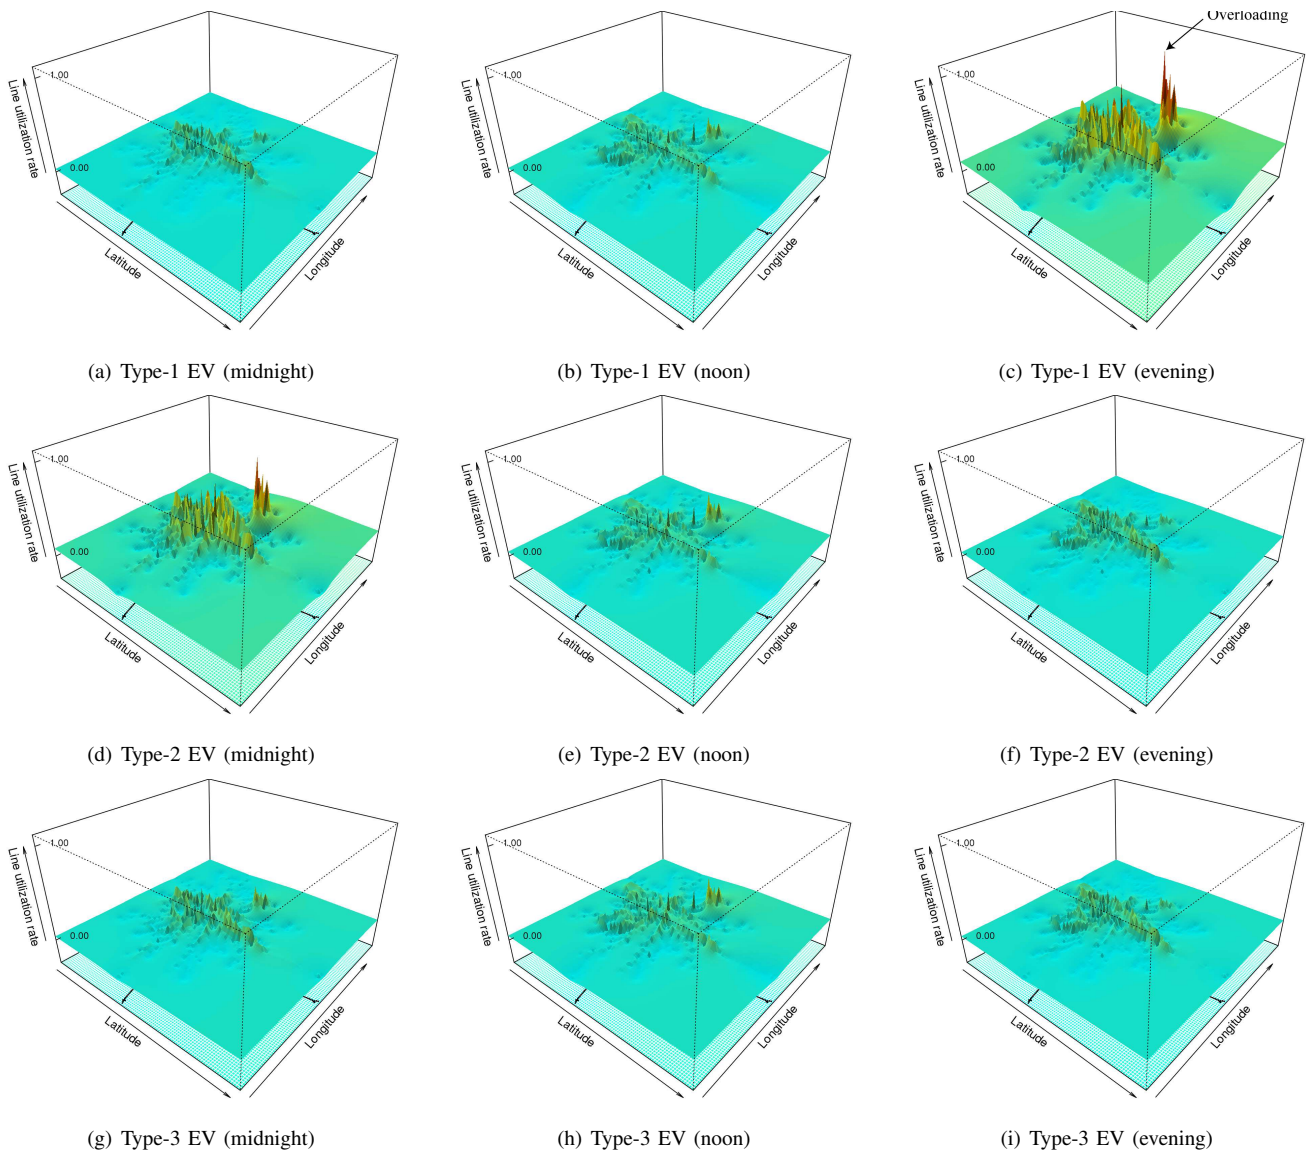 Overloading
Line utilization rate
1.00
0.00
Latitude
Longitude
Line utilization rate
1.00
0.00
Latitude
Longitude
Line utilization rate
1.00
0.00
Latitude
Longitude
(a) Type-1 EV (midnight)
(b) Type-1 EV (noon)
(c) Type-1 EV (evening)
Line utilization rate
1.00
0.00
Latitude
Longitude
Line utilization rate
1.00
0.00
Latitude
Longitude
Line utilization rate
1.00
0.00
Latitude
Longitude
(d) Type-2 EV (midnight)
(e) Type-2 EV (noon)
(f) Type-2 EV (evening)
Line utilization rate
1.00
0.00
Latitude
Longitude
Line utilization rate
1.00
0.00
Latitude
Longitude
Line utilization rate
1.00
0.00
Latitude
Longitude
(g) Type-3 EV (midnight)
(h) Type-3 EV (noon)
(i) Type-3 EV (evening)